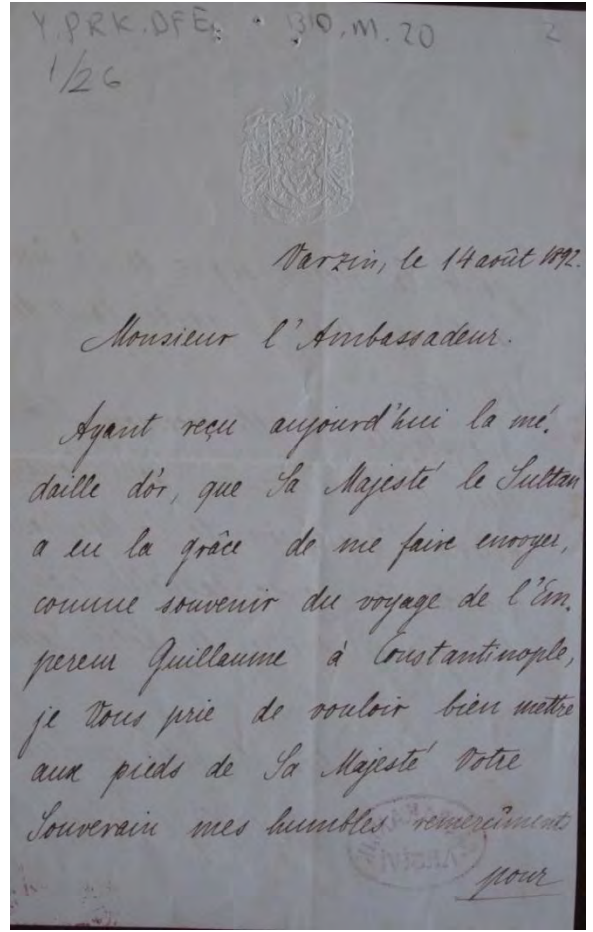 Y.PRK.DFE. BO.M.20 2
1/26
Varzin, le 14 août 1892.
Monsieur l'Ambassadeur.
Ayant reçu aujourd'hui la mé.
daille d'ór, que Sa Majesté le Sultan
a eu la grâce de me faire envoyer,
comme souvenir du voyage de l'Em.
pereur Guillaume à Constantinople,
je Vous prie de vouloir bien mettre
aux pieds de Sa Majesté Votre
Souverain mes humbles remercîments
pour